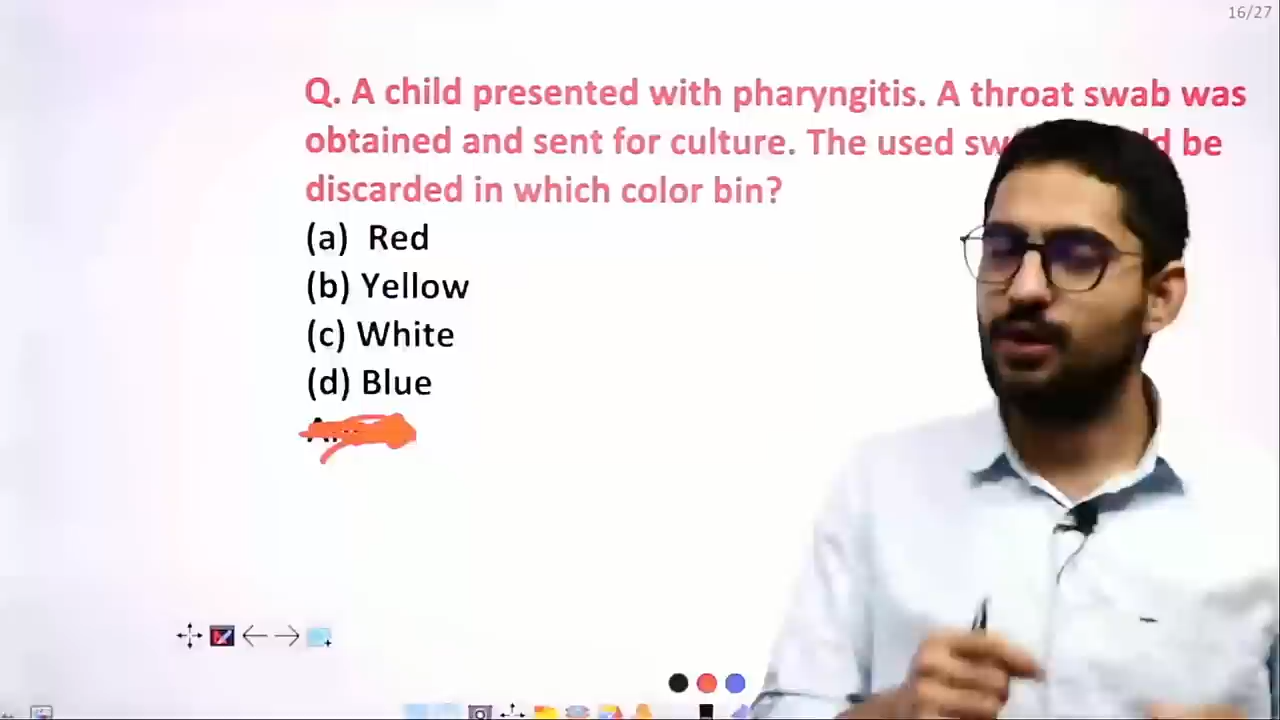 16/27
Q. A child presented with pharyngitis. A throat swab was
obtained and sent for culture. The used be
discarded in which color bin?
(a) Red
(b) Yellow
(c) White
(d) Blue